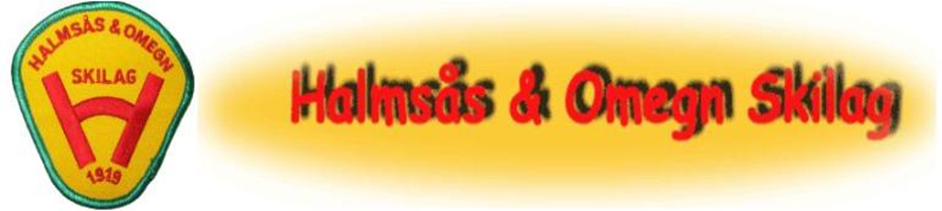 HALMSÅS & OMEGN
SKILAG
H
1919
Halmsås & Omegn Skilag